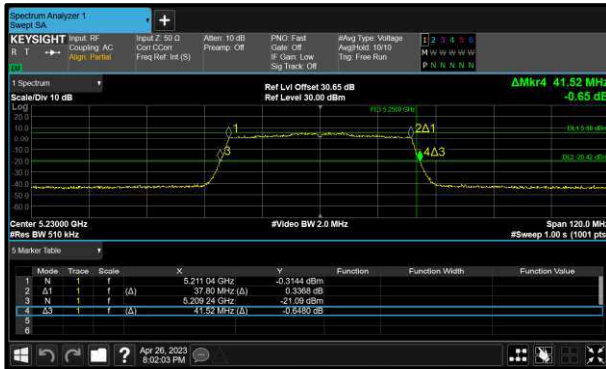 Spectrum Analyzer 1
Swept SA
KEYSIGHT
R T
Input: RF
Coupling: AC
Align: Partial
Input Z: 50 Ω
Corr CCorr
Freq Ref: Int (S)
Atten: 10 dB
Preamp: Off
PNO: Fast
Gate: Off
IF Gain: Low
Sig Track: Off
#Avg Type: Voltage
Avg|Hold: 10/10
Trig: Free Run
1 2 3 4 5 6
M W W W W W
P N N N N N
1 Spectrum
Scale/Div 10 dB
Ref Lvl Offset 30.65 dB
Ref Level 30.00 dBm
ΔMkr4 41.52 MHz
-0.65 dB
Log
20.0
10.0
0.00
-10.0
-20.0
-30.0
-40.0
-50.0
-60.0
1
2Δ1
3
4Δ3
Center 5.23000 GHz
#Res BW 510 kHz
#Video BW 2.0 MHz
Span 120.0 MHz
#Sweep 1.00 s (1001 pts)
5 Marker Table
Mode Trace Scale X Y Function Function Width Function Value
1 N 1 f 5.211 04 GHz -0.3144 dBm
2 Δ1 1 f (Δ) 37.80 MHz (Δ) 0.3368 dB
3 N 1 f 5.209 24 GHz -21.09 dBm
4 Δ3 1 f (Δ) 41.52 MHz (Δ) -0.6480 dB
5
6
Apr 26, 2023
8:02:03 PM